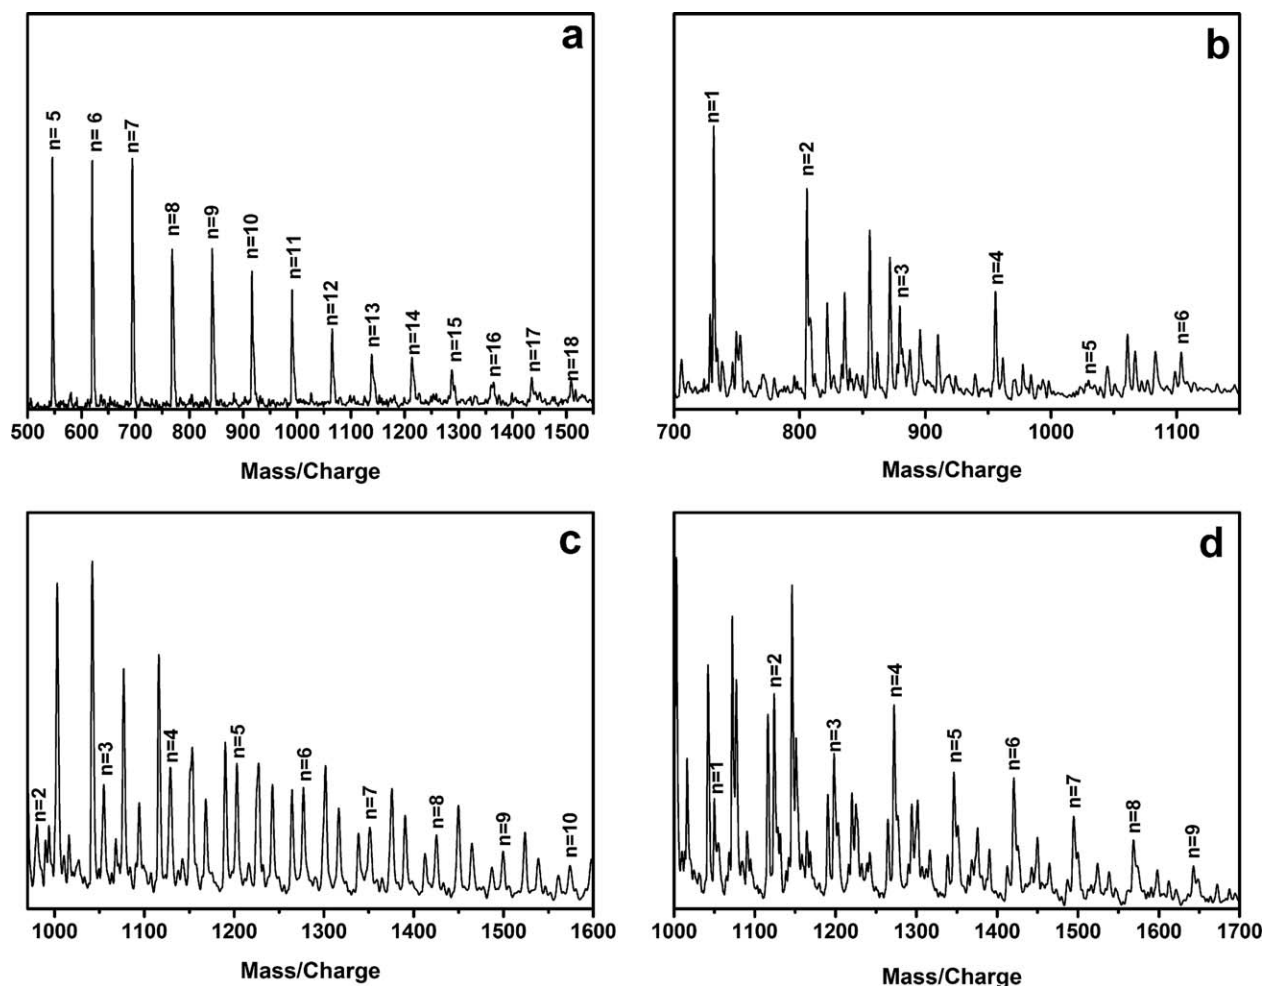 a
n= 5
n= 6
n=7
n=8
n=9
n=10
n=11
n=12
n=13
n=14
n=15
n=16
n=17
n=18
500 600 700 800 900 1000 1100 1200 1300 1400 1500
Mass/Charge
b
n=1
n=2
n=3
n=4
n=5
n=6
700 800 900 1000 1100
Mass/Charge
c
n=2
n=3
n=4
n=5
n=6
n=7
n=8
n=9
n=10
1000 1100 1200 1300 1400 1500 1600
Mass/Charge
d
n=1
n=2
n=3
n=4
n=5
n=6
n=7
n=8
n=9
1000 1100 1200 1300 1400 1500 1600 1700
Mass/Charge